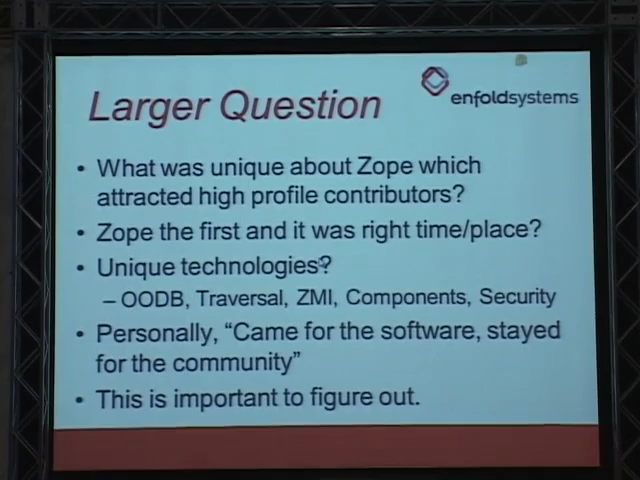 Larger Question
enfoldsystems
• What was unique about Zope which
attracted high profile contributors?
• Zope the first and it was right time/place?
• Unique technologies?
– OODB, Traversal, ZMI, Components, Security
• Personally, “Came for the software, stayed
for the community”
• This is important to figure out.